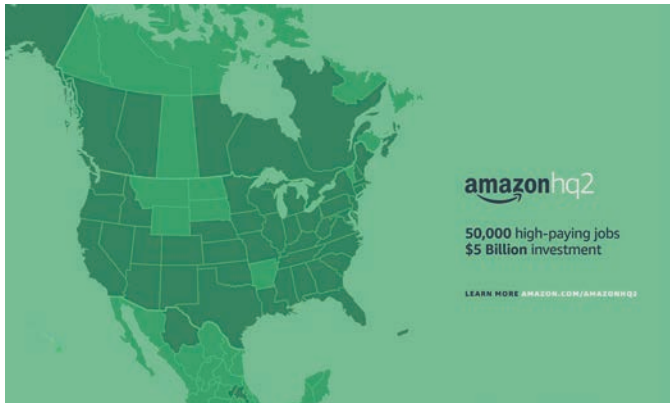 amazonhq2
50,000 high-paying jobs
$5 Billion investment
LEARN MORE AMAZON.COM/AMAZONHQ2